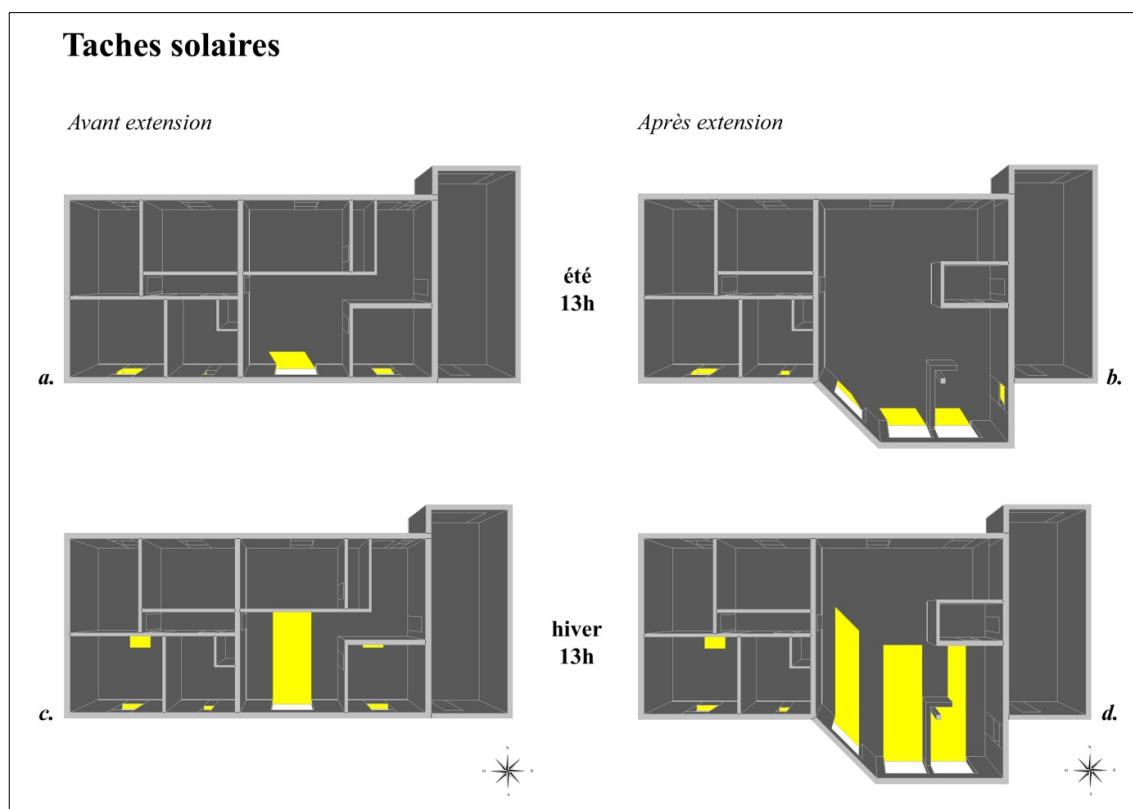 Taches solaires
Avant extension
Après extension
été
13h
a.
b.
hiver
13h
c.
d.